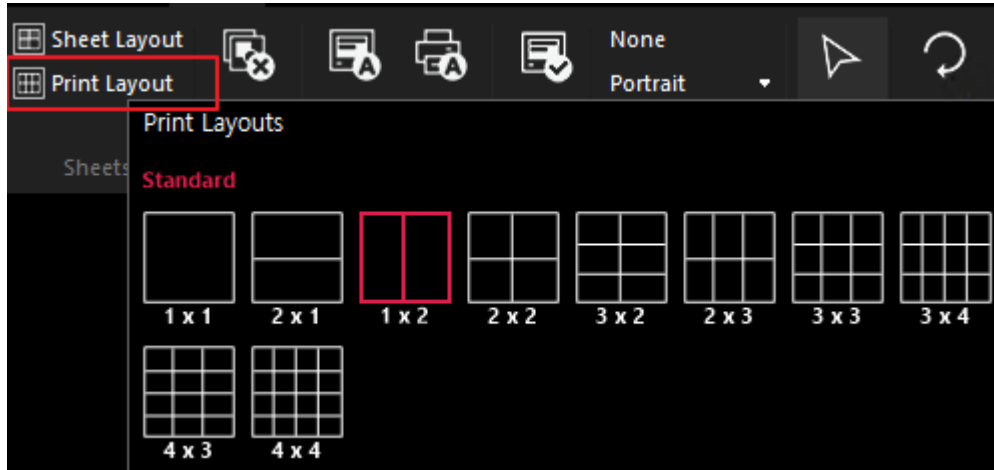 Sheet Layout
None
Print Layout
Portrait
Print Layouts
Sheets
Standard
1 x 1
2 x 1
1 x 2
2 x 2
3 x 2
2 x 3
3 x 3
3 x 4
4 x 3
4 x 4